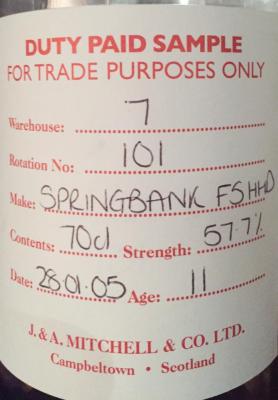 DUTY PAID SAMPLE
FOR TRADE PURPOSES ONLY
Warehouse: 7
Rotation No: 101
Make: SPRINGBANK FSHHD
Contents: 70cl Strength: 57.7%
Date: 28.01.05 Age: 11
J. & A. MITCHELL & CO. LTD.
Campbeltown • Scotland